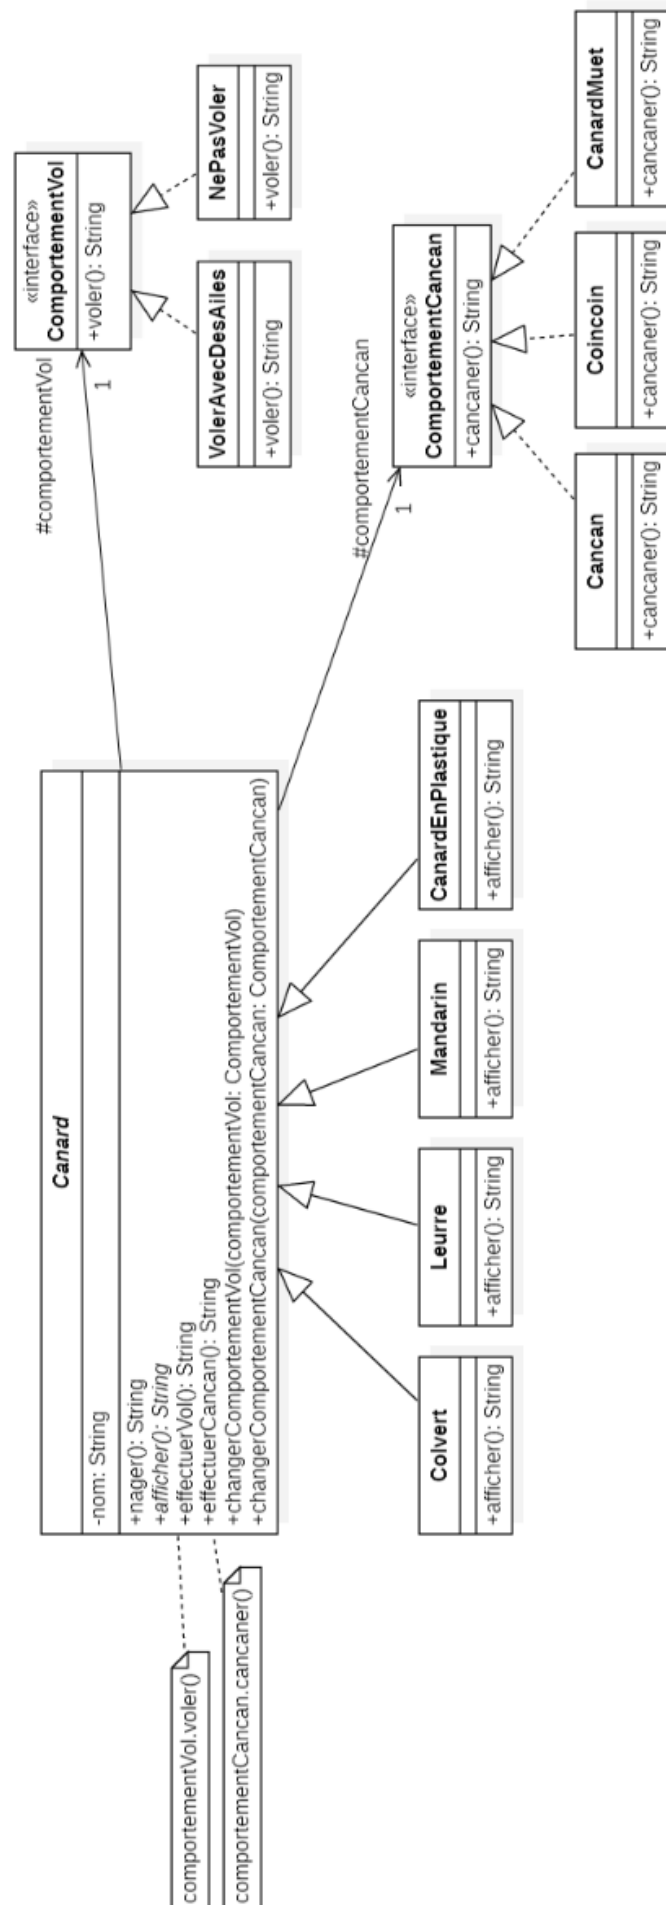 comportementVol.voler()
comportementCancan.cancaner()
Canard
-nom: String
+nager(): String
+afficher(): String
+effectuerVol(): String
+effectuerCancan(): String
+changerComportementVol(comportementVol: ComportementVol)
+changerComportementCancan(comportementCancan: ComportementCancan)
Colvert
+afficher(): String
Leurre
+afficher(): String
Mandarin
+afficher(): String
CanardEnPlastique
+afficher(): String
#comportementVol
1
«interface»
ComportementVol
+voler(): String
VolerAvecDesAiles
+voler(): String
NePasVoler
+voler(): String
#comportementCancan
1
«interface»
ComportementCancan
+cancaner(): String
Cancan
+cancaner(): String
Coincoin
+cancaner(): String
CanardMuet
+cancaner(): String